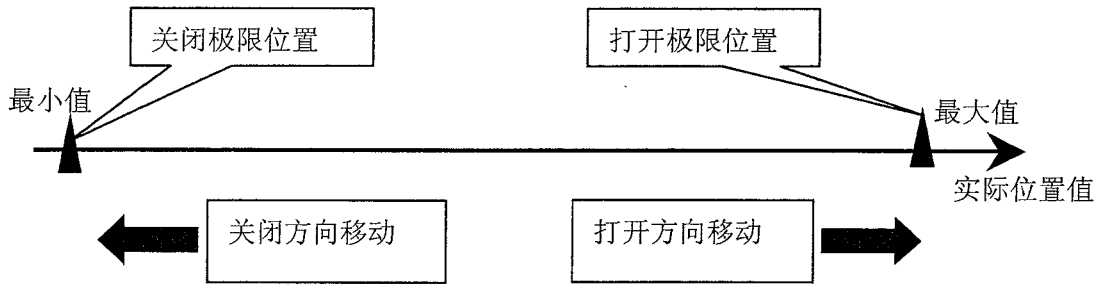 关闭极限位置
打开极限位置
最小值
最大值
实际位置值
关闭方向移动
打开方向移动